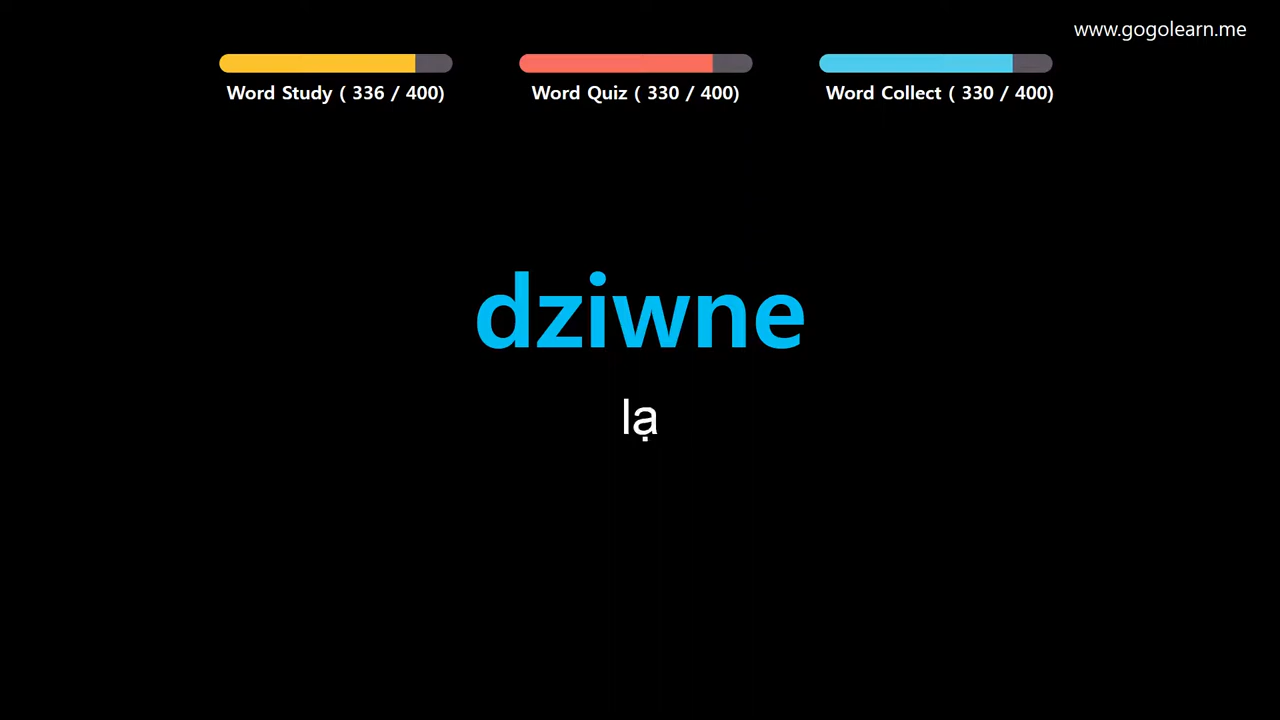 www.gogolearn.me
Word Study ( 336 / 400)
Word Quiz ( 330 / 400)
Word Collect ( 330 / 400)
dziwne
lạ